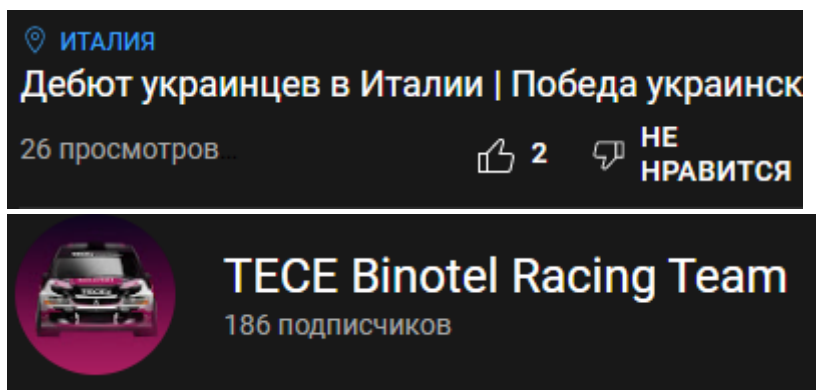 ИТАЛИЯ
Дебют украинцев в Италии | Победа украинск
26 просмотров...
2
НЕ
НРАВИТСЯ
TECE Binotel Racing Team
186 подписчиков